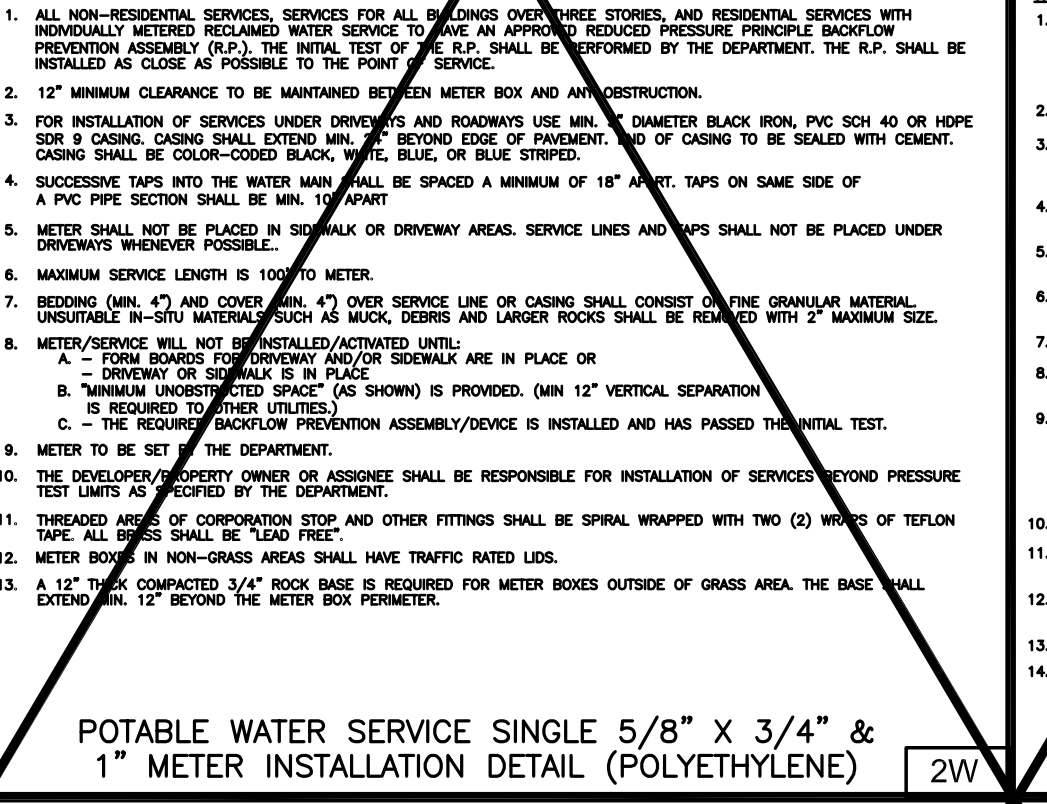 1. ALL NON-RESIDENTIAL SERVICES, SERVICES FOR ALL BUILDINGS OVER THREE STORIES, AND RESIDENTIAL SERVICES WITH
INDIVIDUALLY METERED RECLAIMED WATER SERVICE TO HAVE AN APPROVED REDUCED PRESSURE PRINCIPLE BACKFLOW
PREVENTION ASSEMBLY (R.P.). THE INITIAL TEST OF THE R.P. SHALL BE PERFORMED BY THE DEPARTMENT. THE R.P. SHALL BE
INSTALLED AS CLOSE AS POSSIBLE TO THE POINT OF SERVICE.
2. 12" MINIMUM CLEARANCE TO BE MAINTAINED BETWEEN METER BOX AND ANY OBSTRUCTION.
3. FOR INSTALLATION OF SERVICES UNDER DRIVEWAYS AND ROADWAYS USE MIN. 3" DIAMETER BLACK IRON, PVC SCH 40 OR HDPE
SDR 9 CASING. CASING SHALL EXTEND MIN. 24" BEYOND EDGE OF PAVEMENT. END OF CASING TO BE SEALED WITH CEMENT.
CASING SHALL BE COLOR-CODED BLACK, WHITE, BLUE, OR BLUE STRIPED.
4. SUCCESSIVE TAPS INTO THE WATER MAIN SHALL BE SPACED A MINIMUM OF 18" APART. TAPS ON SAME SIDE OF
A PVC PIPE SECTION SHALL BE MIN. 10" APART
5. METER SHALL NOT BE PLACED IN SIDEWALK OR DRIVEWAY AREAS. SERVICE LINES AND TAPS SHALL NOT BE PLACED UNDER
DRIVEWAYS WHENEVER POSSIBLE..
6. MAXIMUM SERVICE LENGTH IS 100' TO METER.
7. BEDDING (MIN. 4") AND COVER (MIN. 4") OVER SERVICE LINE OR CASING SHALL CONSIST OF FINE GRANULAR MATERIAL.
UNSUITABLE IN-SITU MATERIALS SUCH AS MUCK, DEBRIS AND LARGER ROCKS SHALL BE REMOVED WITH 2" MAXIMUM SIZE.
8. METER/SERVICE WILL NOT BE INSTALLED/ACTIVATED UNTIL:
A. - FORM BOARDS FOR DRIVEWAY AND/OR SIDEWALK ARE IN PLACE OR
- DRIVEWAY OR SIDEWALK IS IN PLACE
B. "MINIMUM UNOBSTRUCTED SPACE" (AS SHOWN) IS PROVIDED. (MIN 12" VERTICAL SEPARATION
IS REQUIRED TO OTHER UTILITIES.)
C. - THE REQUIRED BACKFLOW PREVENTION ASSEMBLY/DEVICE IS INSTALLED AND HAS PASSED THE INITIAL TEST.
9. METER TO BE SET BY THE DEPARTMENT.
10. THE DEVELOPER/PROPERTY OWNER OR ASSIGNEE SHALL BE RESPONSIBLE FOR INSTALLATION OF SERVICES BEYOND PRESSURE
TEST LIMITS AS SPECIFIED BY THE DEPARTMENT.
11. THREADED AREAS OF CORPORATION STOP AND OTHER FITTINGS SHALL BE SPIRAL WRAPPED WITH TWO (2) WRAPS OF TEFLON
TAPE. ALL BRASS SHALL BE "LEAD FREE".
12. METER BOXES IN NON-GRASS AREAS SHALL HAVE TRAFFIC RATED LIDS.
13. A 12" THICK COMPACTED 3/4" ROCK BASE IS REQUIRED FOR METER BOXES OUTSIDE OF GRASS AREA. THE BASE SHALL
EXTEND MIN. 12" BEYOND THE METER BOX PERIMETER.
POTABLE WATER SERVICE SINGLE 5/8" X 3/4" &
1" METER INSTALLATION DETAIL (POLYETHYLENE)
2W
1.
2.
3.
4.
5.
6.
7.
8.
9.
10.
11.
12.
13.
14.